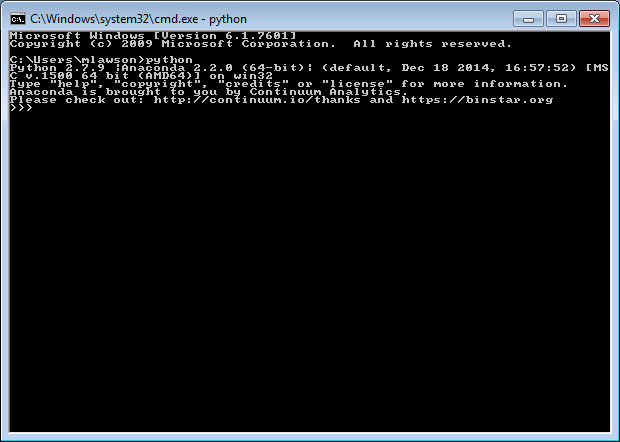 C:\Windows\system32\cmd.exe - python
Microsoft Windows [Version 6.1.7601]
Copyright (c) 2009 Microsoft Corporation.  All rights reserved.
C:\Users\mlawson>python
Python 2.7.9 |Anaconda 2.2.0 (64-bit)| (default, Dec 18 2014, 16:57:52) [MS
C v.1500 64 bit (AMD64)] on win32
Type "help", "copyright", "credits" or "license" for more information.
Anaconda is brought to you by Continuum Analytics.
Please check out: http://continuum.io/thanks and https://binstar.org
>>>